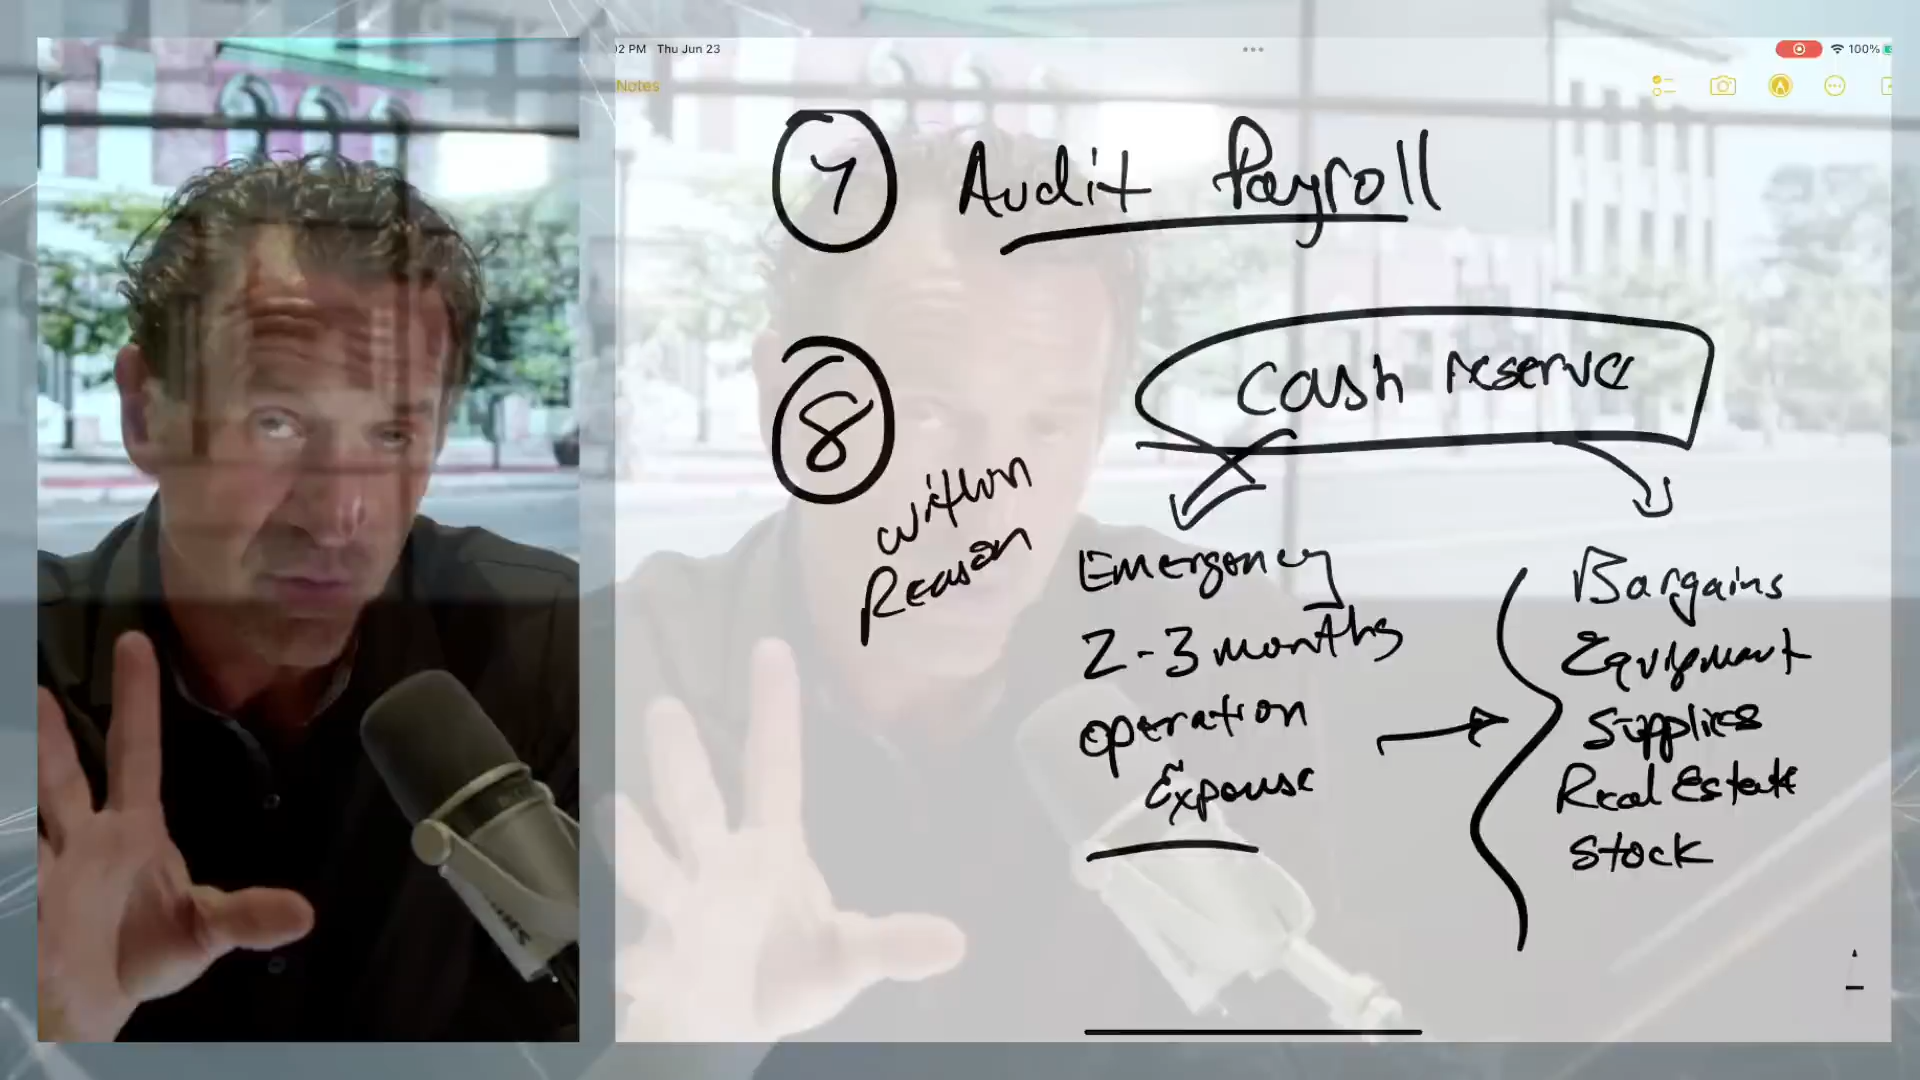 02 PM Thu Jun 23
100%
Notes
7 Audit Payroll
8 Cash reserve
within
Reason
Emergency
2-3 months
operation
Expense
Bargains
Equipment
Supplies
Real Estate
Stock